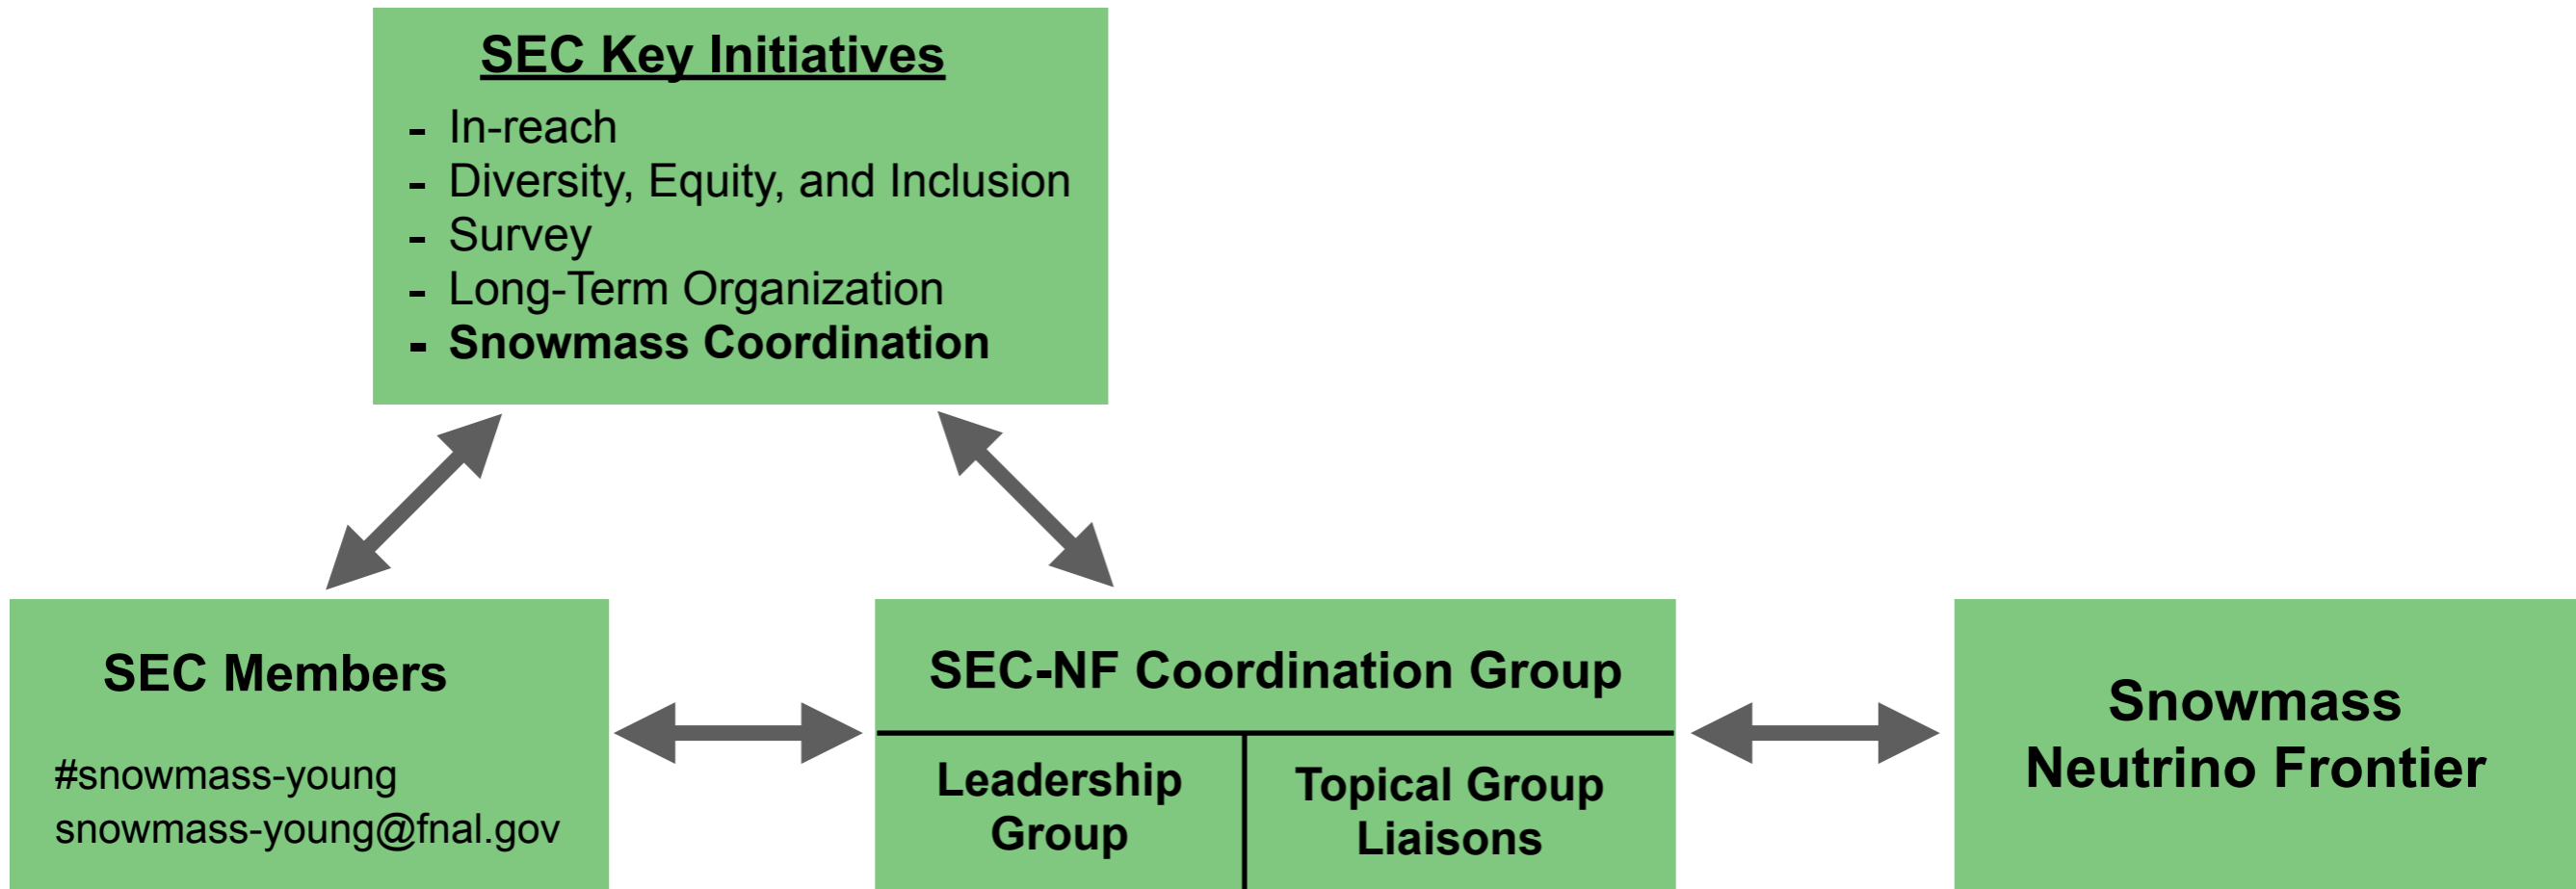 SEC Key Initiatives
- In-reach
- Diversity, Equity, and Inclusion
- Survey
- Long-Term Organization
- Snowmass Coordination
SEC Members
#snowmass-young
snowmass-young@fnal.gov
SEC-NF Coordination Group
Leadership
Group
Topical Group
Liaisons
Snowmass
Neutrino Frontier